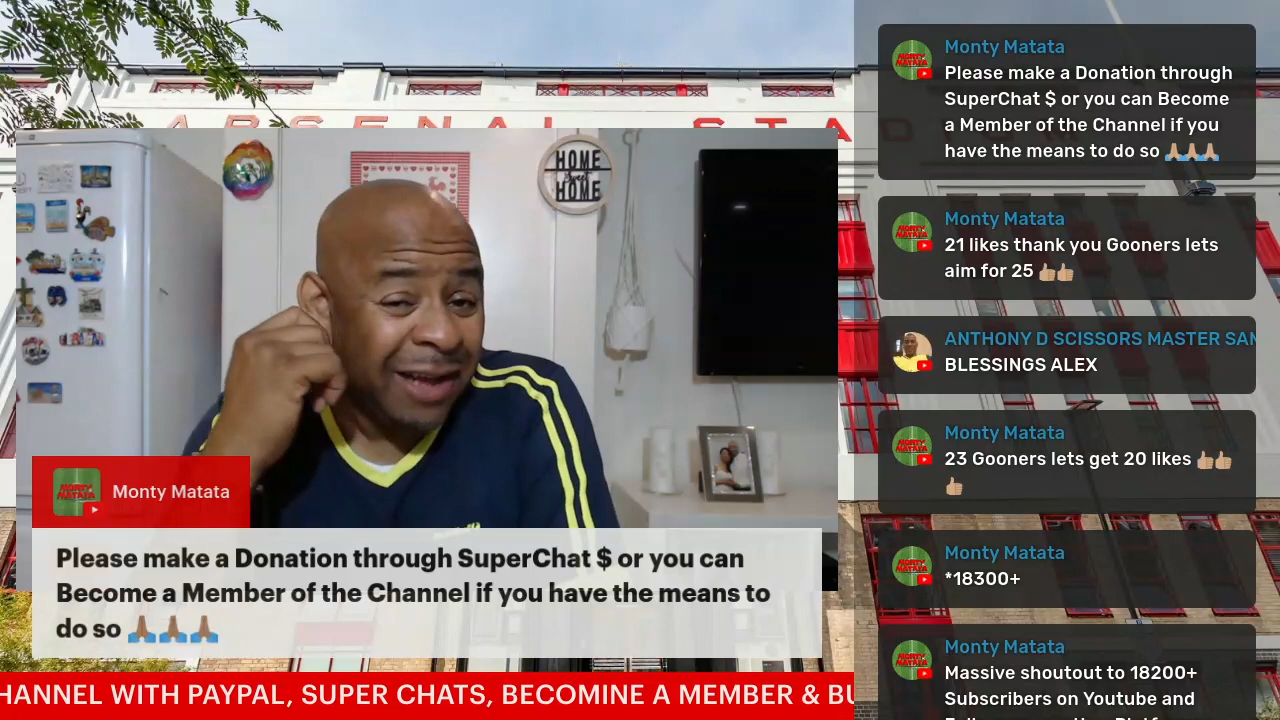 ARSENAL STA
HOME
Sweet
HOME
Monty Matata
Please make a Donation through SuperChat $ or you can
Become a Member of the Channel if you have the means to
do so 🙏🏽🙏🏽🙏🏽
HANNEL WITH PAYPAL, SUPER CHATS, BECOMINE A MEMBER & BU
Monty Matata
Please make a Donation through
SuperChat $ or you can Become
a Member of the Channel if you
have the means to do so 🙏🏽🙏🏽🙏🏽
Monty Matata
21 likes thank you Gooners lets
aim for 25 👍🏼👍🏼
ANTHONY D SCISSORS MASTER SAM
BLESSINGS ALEX
Monty Matata
23 Gooners lets get 20 likes 👍🏼👍🏼
👍🏼
Monty Matata
*18300+
Monty Matata
Massive shoutout to 18200+
Subscribers on Youtube and